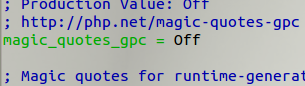 ; Production Value: Off
; http://php.net/magic-quotes-gpc
magic_quotes_gpc = Off
; Magic quotes for runtime-generat